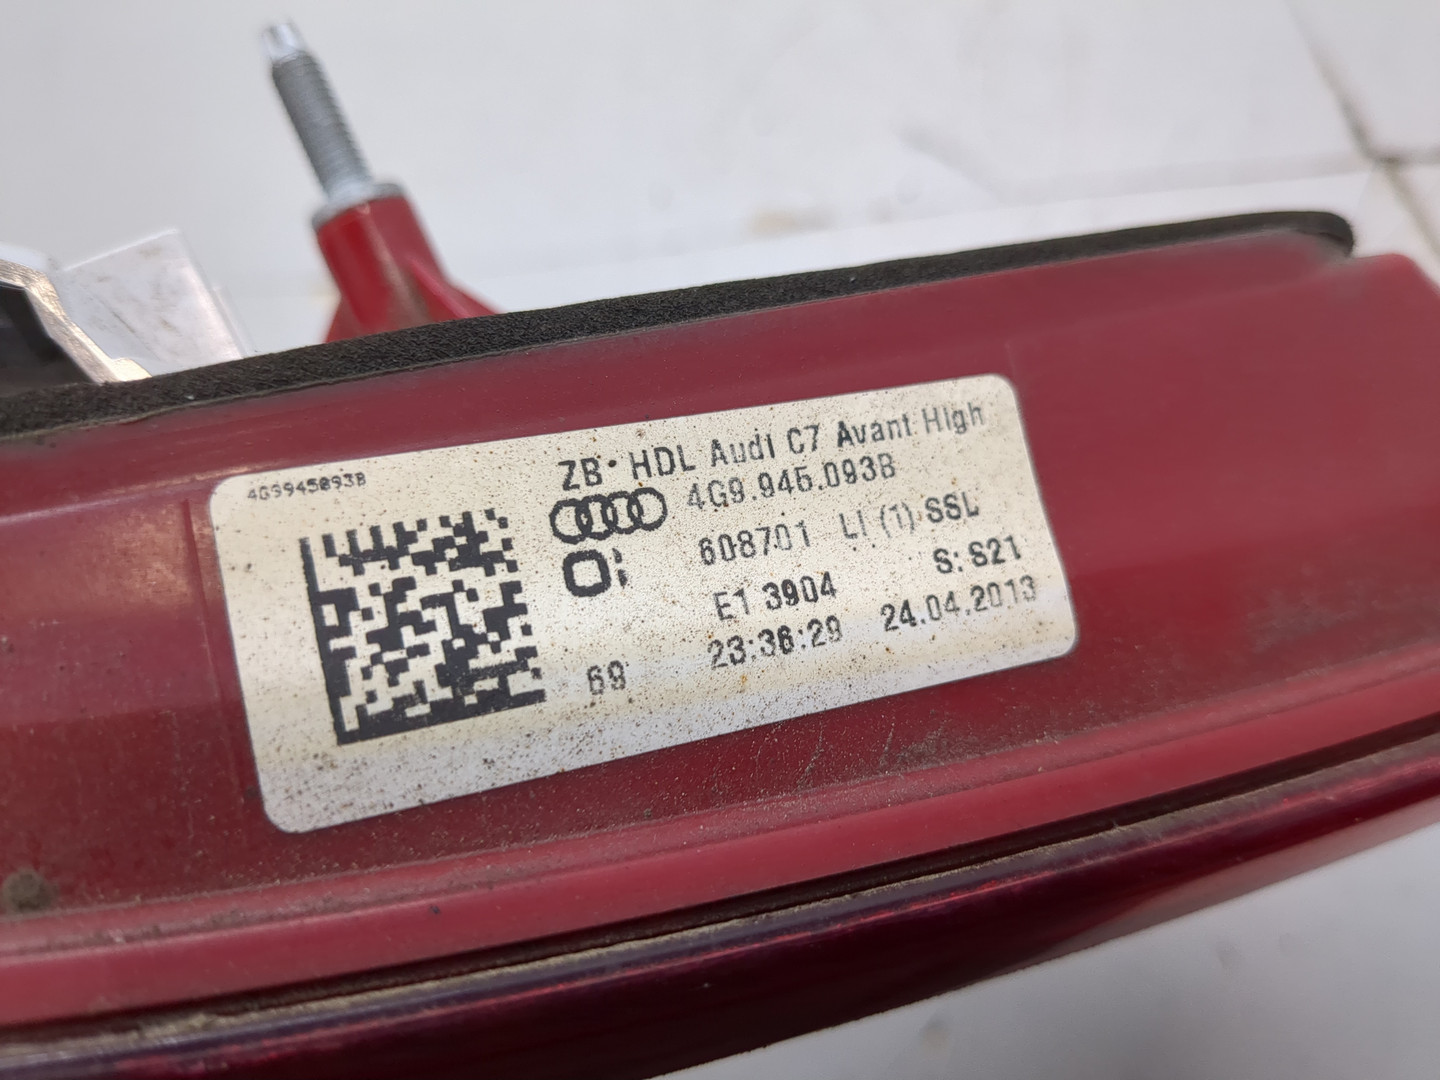 4G9945093B
ZB· HDL Audi C7 Avant High
4G9.945.093B
608701 LI (1) SSL
E1 3904 S: S21
69 23:36:29 24.04.2013